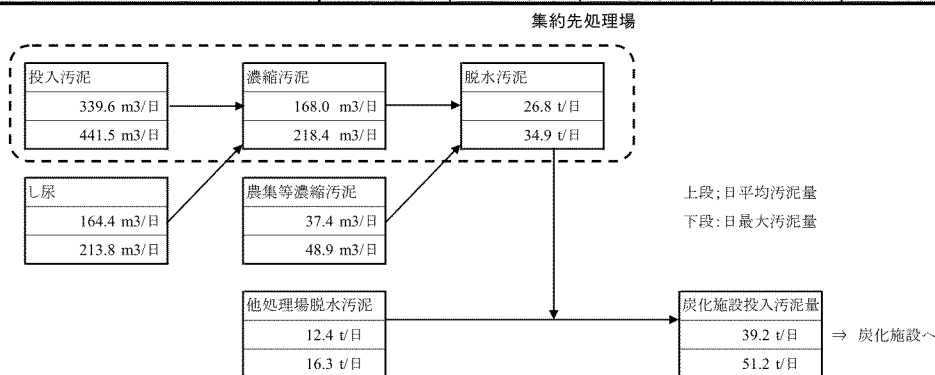 集約先処理場
投入汚泥
339.6 m3/日
441.5 m3/日
濃縮汚泥
168.0 m3/日
218.4 m3/日
脱水汚泥
26.8 t/日
34.9 t/日
し尿
164.4 m3/日
213.8 m3/日
農集等濃縮汚泥
37.4 m3/日
48.9 m3/日
上段;日平均汚泥量
下段:日最大汚泥量
他処理場脱水汚泥
12.4 t/日
16.3 t/日
炭化施設投入汚泥量
39.2 t/日
51.2 t/日
⇒ 炭化施設へ